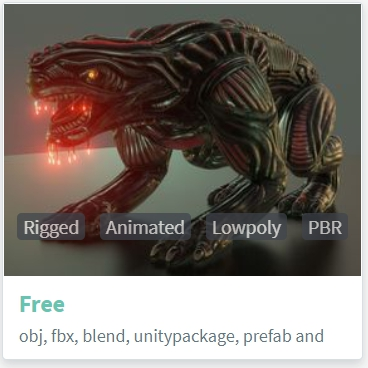 Rigged Animated Lowpoly PBR
Free
obj, fbx, blend, unitypackage, prefab and